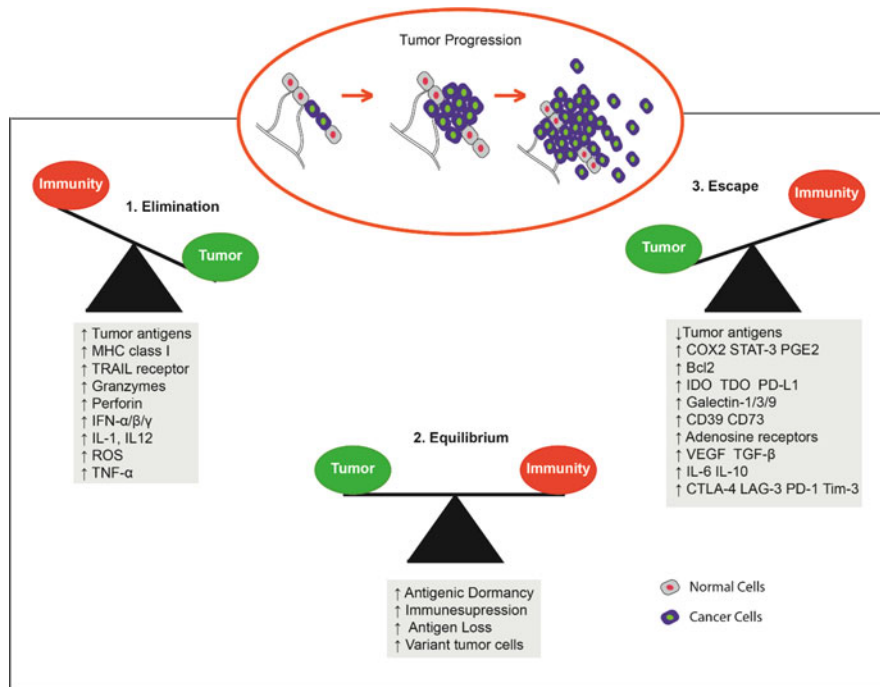 Tumor Progression
Immunity
1. Elimination
Tumor
↑ Tumor antigens
↑ MHC class I
↑ TRAIL receptor
↑ Granzymes
↑ Perforin
↑ IFN-α/β/γ
↑ IL-1, IL12
↑ ROS
↑ TNF-α
2. Equilibrium
Tumor
Immunity
↑ Antigenic Dormancy
↑ Immunesupression
↑ Antigen Loss
↑ Variant tumor cells
3. Escape
Immunity
Tumor
↓Tumor antigens
↑ COX2 STAT-3 PGE2
↑ Bcl2
↑ IDO TDO PD-L1
↑ Galectin-1/3/9
↑ CD39 CD73
↑ Adenosine receptors
↑ VEGF TGF-β
↑ IL-6 IL-10
↑ CTLA-4 LAG-3 PD-1 Tim-3
Normal Cells
Cancer Cells